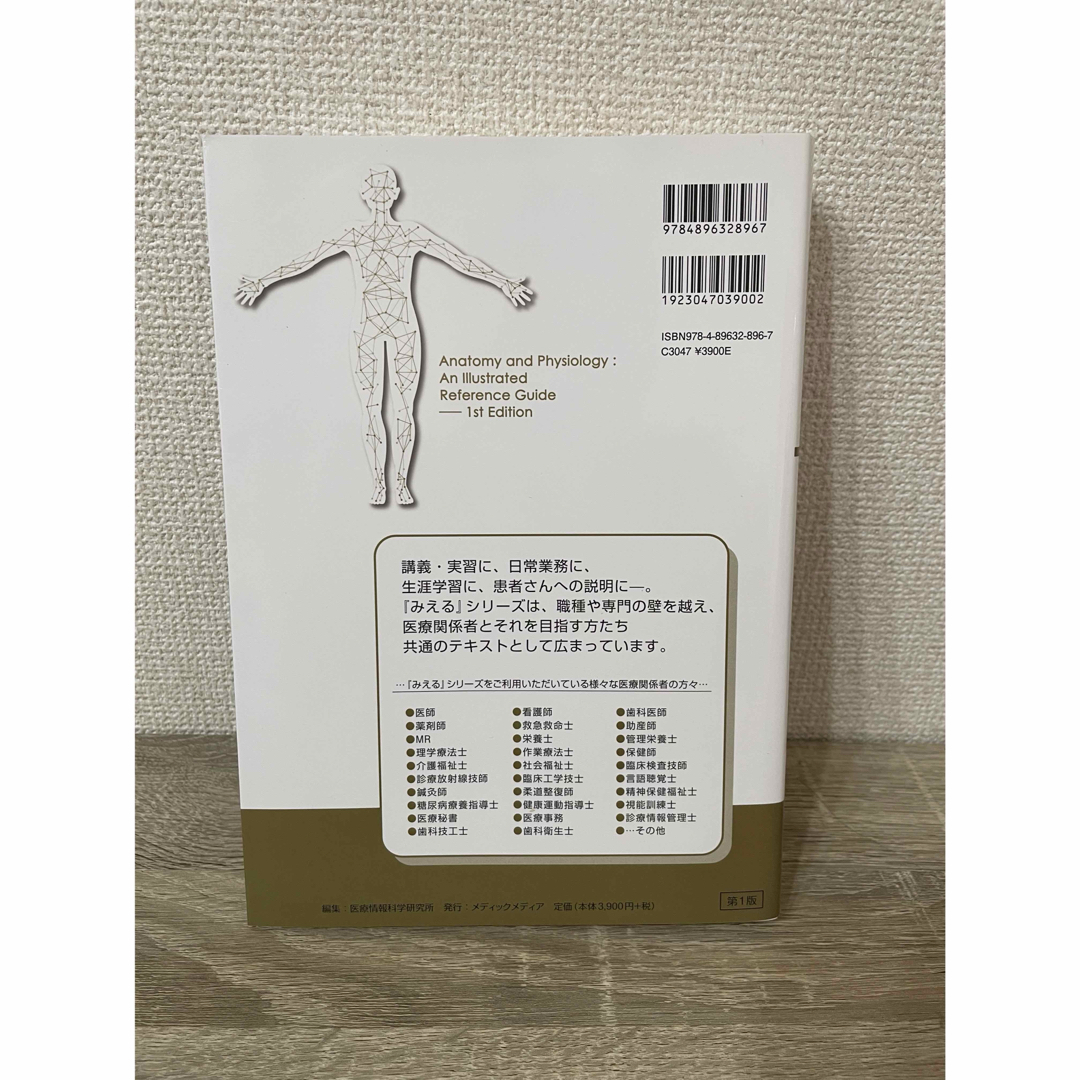 9784896328967
1923047039002
ISBN978-4-89632-896-7
C3047 ¥3900E
Anatomy and Physiology :
An Illustrated
Reference Guide
— 1st Edition
講義・実習に、日常業務に、
生涯学習に、患者さんへの説明に―。
『みえる』シリーズは、職種や専門の壁を越え、
医療関係者とそれを目指す方たち
共通のテキストとして広まっています。
…『みえる』シリーズをご利用いただいている様々な医療関係者の方々…
●医師 ●看護師 ●歯科医師
●薬剤師 ●救急救命士 ●助産師
●MR ●栄養士 ●管理栄養士
●理学療法士 ●作業療法士 ●保健師
●介護福祉士 ●社会福祉士 ●臨床検査技師
●診療放射線技師 ●臨床工学技士 ●言語聴覚士
●鍼灸師 ●柔道整復師 ●精神保健福祉士
●糖尿病療養指導士 ●健康運動指導士 ●視能訓練士
●医療秘書 ●医療事務 ●診療情報管理士
●歯科技工士 ●歯科衛生士 ●…その他
編集：医療情報科学研究所 発行：メディックメディア 定価（本体3,900円+税）
第1版